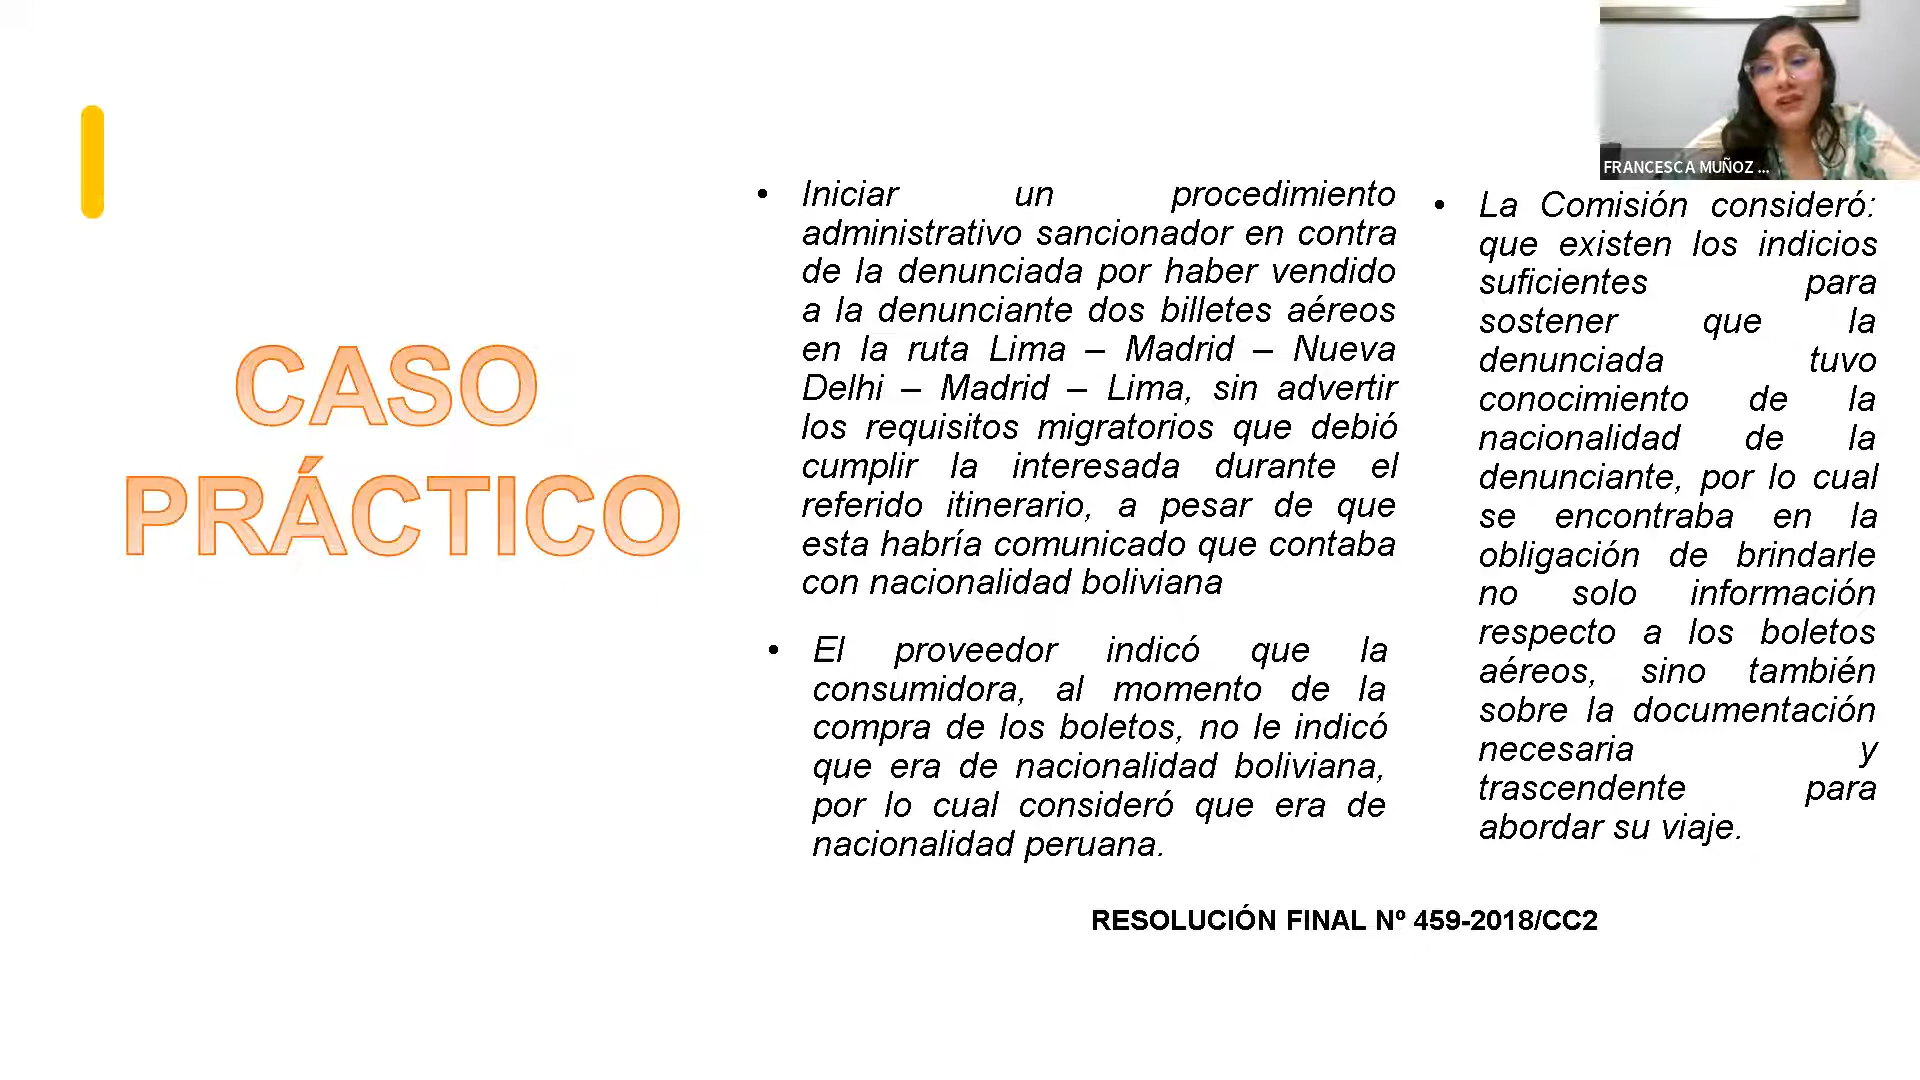 CASO
PRÁCTICO
• Iniciar un procedimiento
administrativo sancionador en contra
de la denunciada por haber vendido
a la denunciante dos billetes aéreos
en la ruta Lima – Madrid – Nueva
Delhi – Madrid – Lima, sin advertir
los requisitos migratorios que debió
cumplir la interesada durante el
referido itinerario, a pesar de que
esta habría comunicado que contaba
con nacionalidad boliviana
• El proveedor indicó que la
consumidora, al momento de la
compra de los boletos, no le indicó
que era de nacionalidad boliviana,
por lo cual consideró que era de
nacionalidad peruana.
• La Comisión consideró:
que existen los indicios
suficientes para
sostener que la
denunciada tuvo
conocimiento de la
nacionalidad de la
denunciante, por lo cual
se encontraba en la
obligación de brindarle
no solo información
respecto a los boletos
aéreos, sino también
sobre la documentación
necesaria y
trascendente para
abordar su viaje.
RESOLUCIÓN FINAL Nº 459-2018/CC2
FRANCESCA MUÑOZ ...